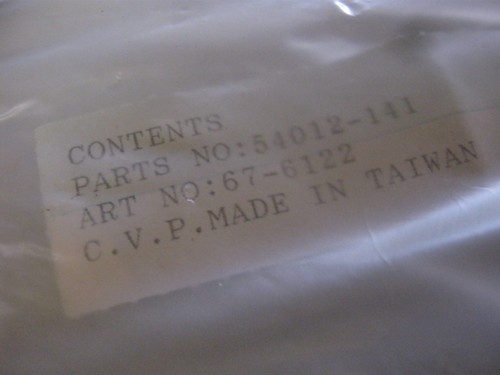 CONTENTS
PARTS NO:54012-141
ART NO:67-6122
C.V.P.MADE IN TAIWAN